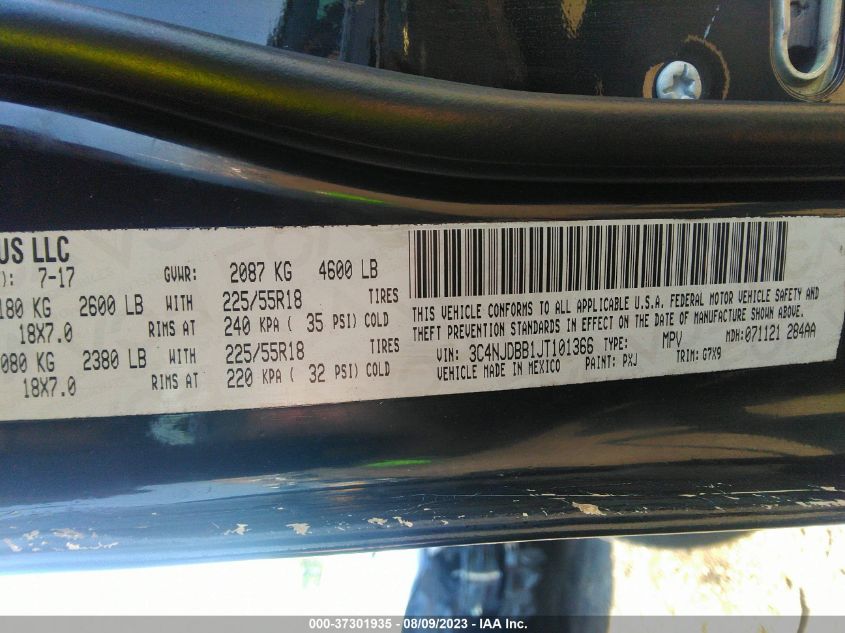 US LLC
): 7-17 GVWR: 2087 KG 4600 LB
180 KG 2600 LB WITH 225/55R18 TIRES
18X7.0 RIMS AT 240 KPA ( 35 PSI) COLD
080 KG 2380 LB WITH 225/55R18 TIRES
18X7.0 RIMS AT 220 KPA ( 32 PSI) COLD
THIS VEHICLE CONFORMS TO ALL APPLICABLE U.S.A. FEDERAL MOTOR VEHICLE SAFETY AND
THEFT PREVENTION STANDARDS IN EFFECT ON THE DATE OF MANUFACTURE SHOWN ABOVE.
VIN: 3C4NJDBB1JT101366 TYPE: MPV MDH: 071121 284AA
VEHICLE MADE IN MEXICO PAINT: PXJ TRIM: G7X9
000-37301935 - 08/09/2023 - IAA Inc.